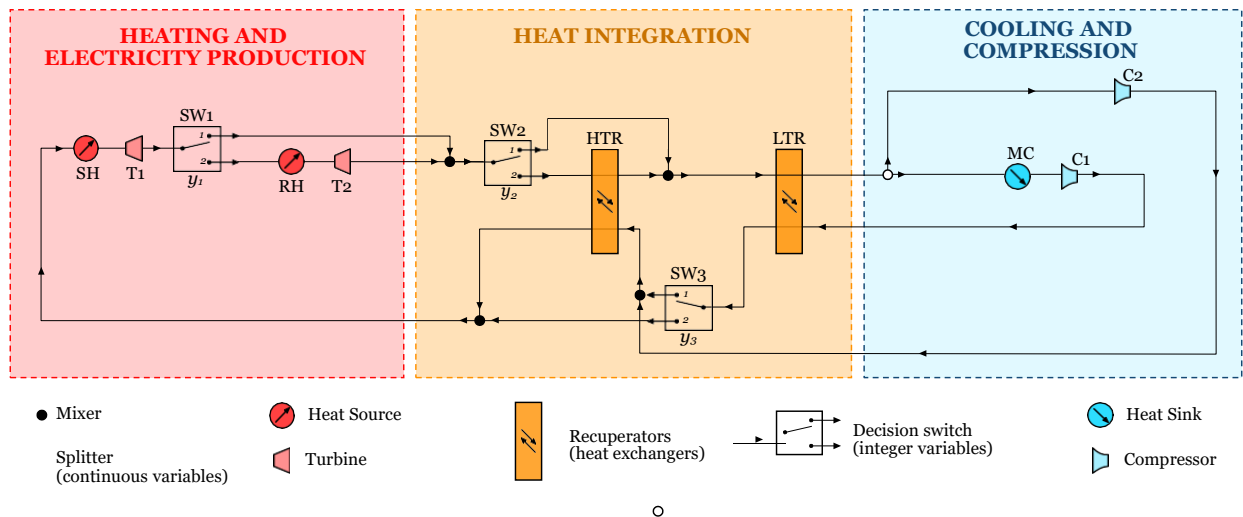 HEATING AND
ELECTRICITY PRODUCTION
HEAT INTEGRATION
COOLING AND
COMPRESSION
C2
SW1
1
2
y1
SH
T1
RH
T2
SW2
1
2
y2
HTR
LTR
MC
C1
SW3
1
2
y3
Mixer
Splitter
(continuous variables)
Heat Source
Turbine
Recuperators
(heat exchangers)
Decision switch
(integer variables)
Heat Sink
Compressor